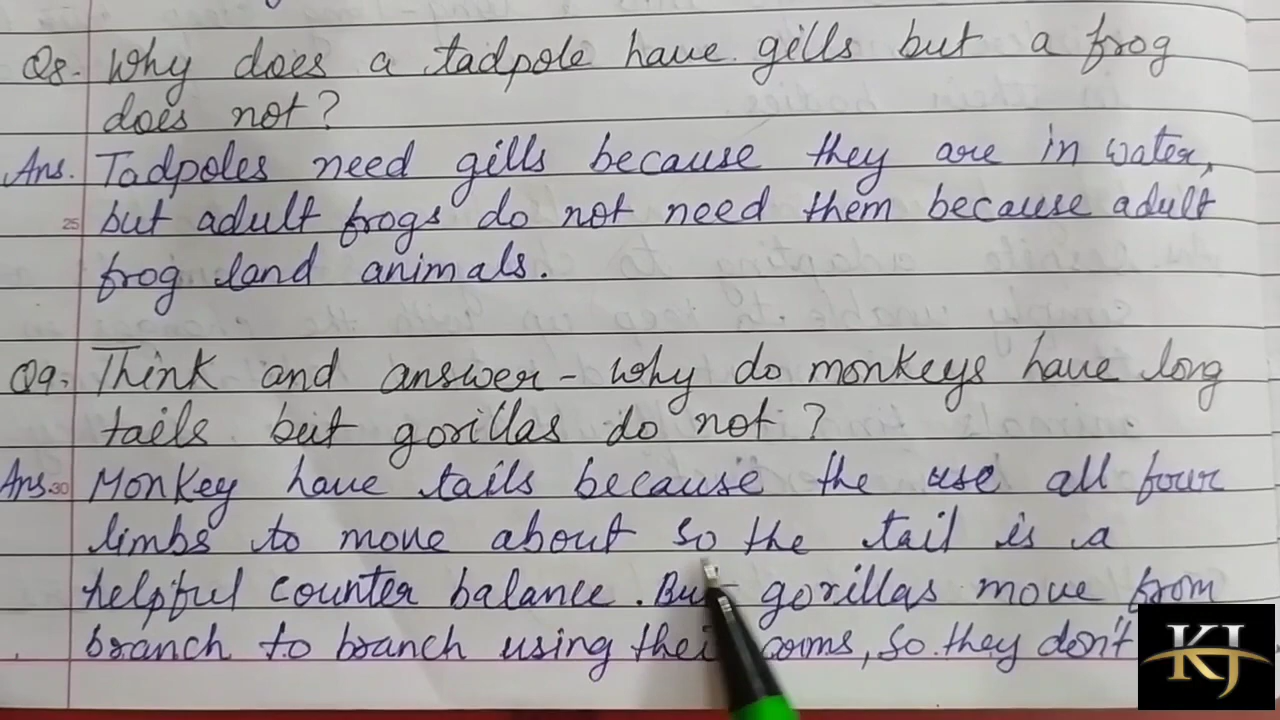 Q8. Why does a tadpole have gills but a frog
does not?
Ans. Tadpoles need gills because they are in water,
25 but adult frogs do not need them because adult
frog land animals.
Q9. Think and answer - Why do monkeys have long
tails but gorillas do not?
Ans. 30 Monkey have tails because the use all four
limbs to move about so the tail is a
helpful counter balance. But gorillas move from
branch to branch using their arms, so they don't
KJ